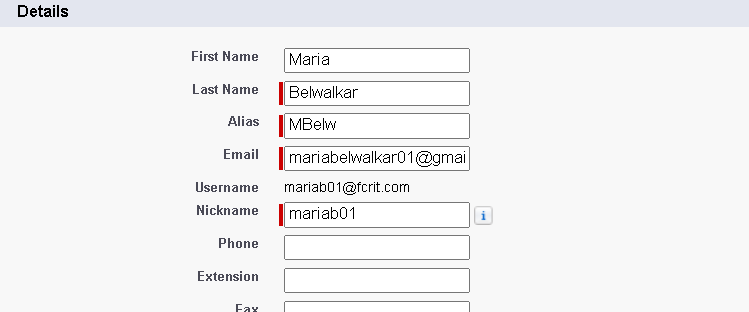 Details
First Name Maria
Last Name Belwalkar
Alias MBelw
Email mariabelwalkar01@gmai
Username mariab01@fcrit.com
Nickname mariab01 i
Phone
Extension
Fax